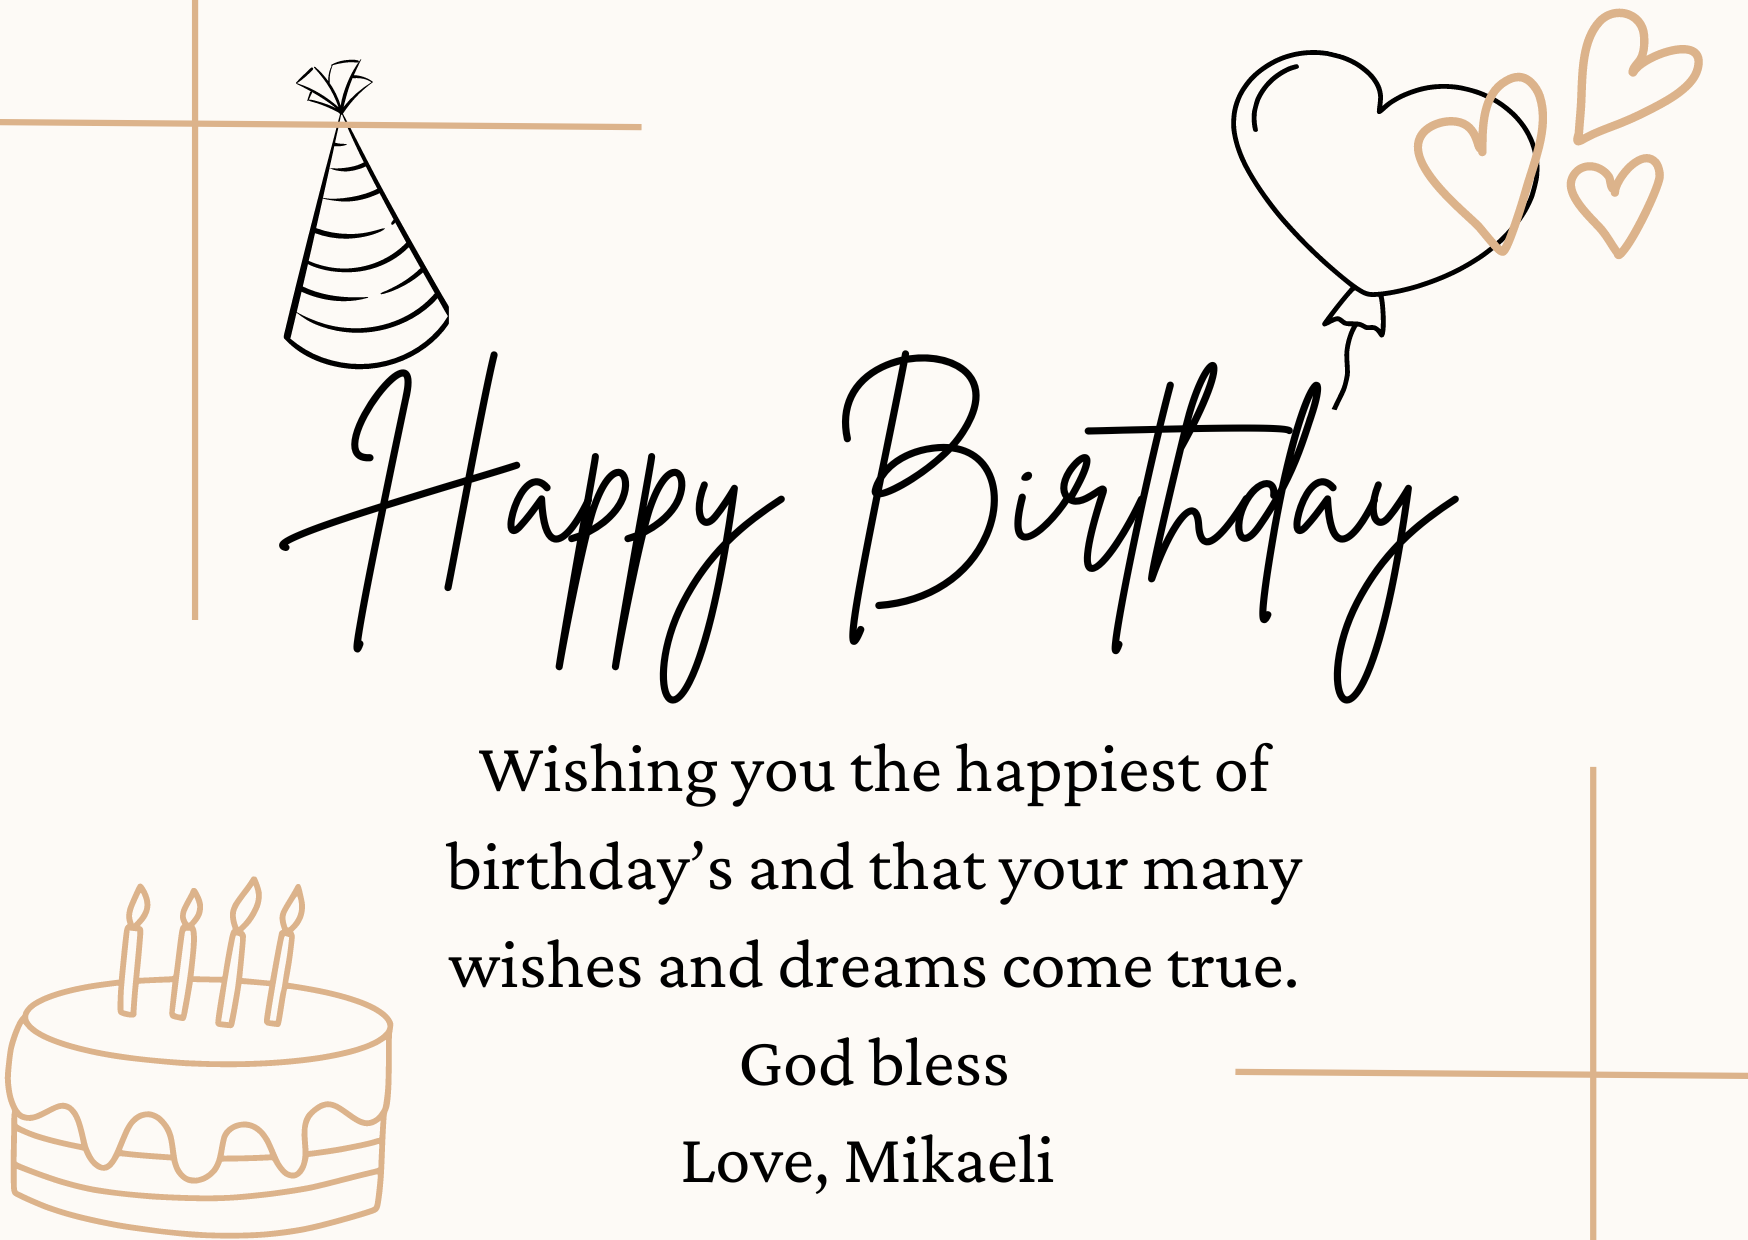 Happy Birthday
Wishing you the happiest of
birthday’s and that your many
wishes and dreams come true.
God bless
Love, Mikaeli